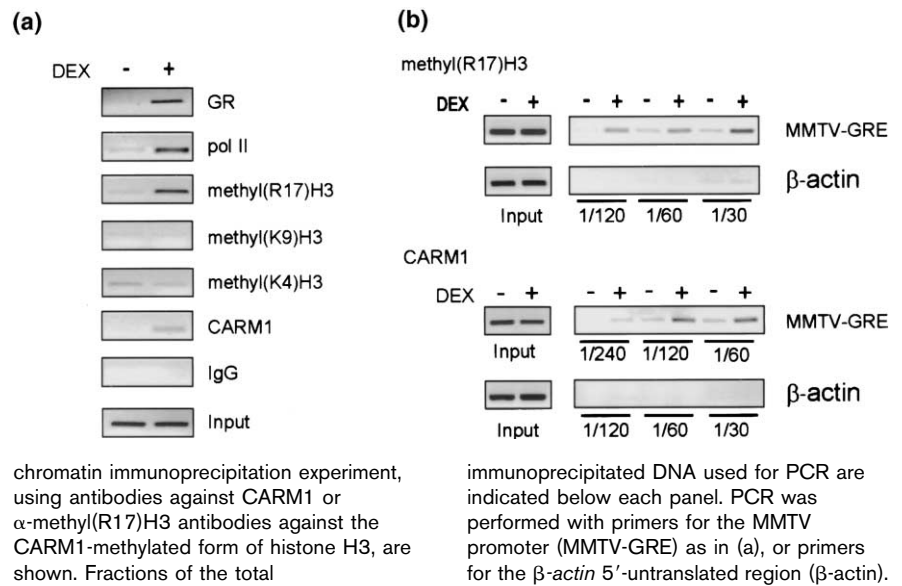 (a)
DEX - +
GR
pol II
methyl(R17)H3
methyl(K9)H3
methyl(K4)H3
CARM1
IgG
Input
(b)
methyl(R17)H3
DEX - + - + - + - +
MMTV-GRE
β-actin
Input 1/120 1/60 1/30
CARM1
DEX - + - + - + - +
MMTV-GRE
Input 1/240 1/120 1/60
β-actin
Input 1/120 1/60 1/30
chromatin immunoprecipitation experiment,
using antibodies against CARM1 or
α-methyl(R17)H3 antibodies against the
CARM1-methylated form of histone H3, are
shown. Fractions of the total
immunoprecipitated DNA used for PCR are
indicated below each panel. PCR was
performed with primers for the MMTV
promoter (MMTV-GRE) as in (a), or primers
for the β-actin 5′-untranslated region (β-actin).